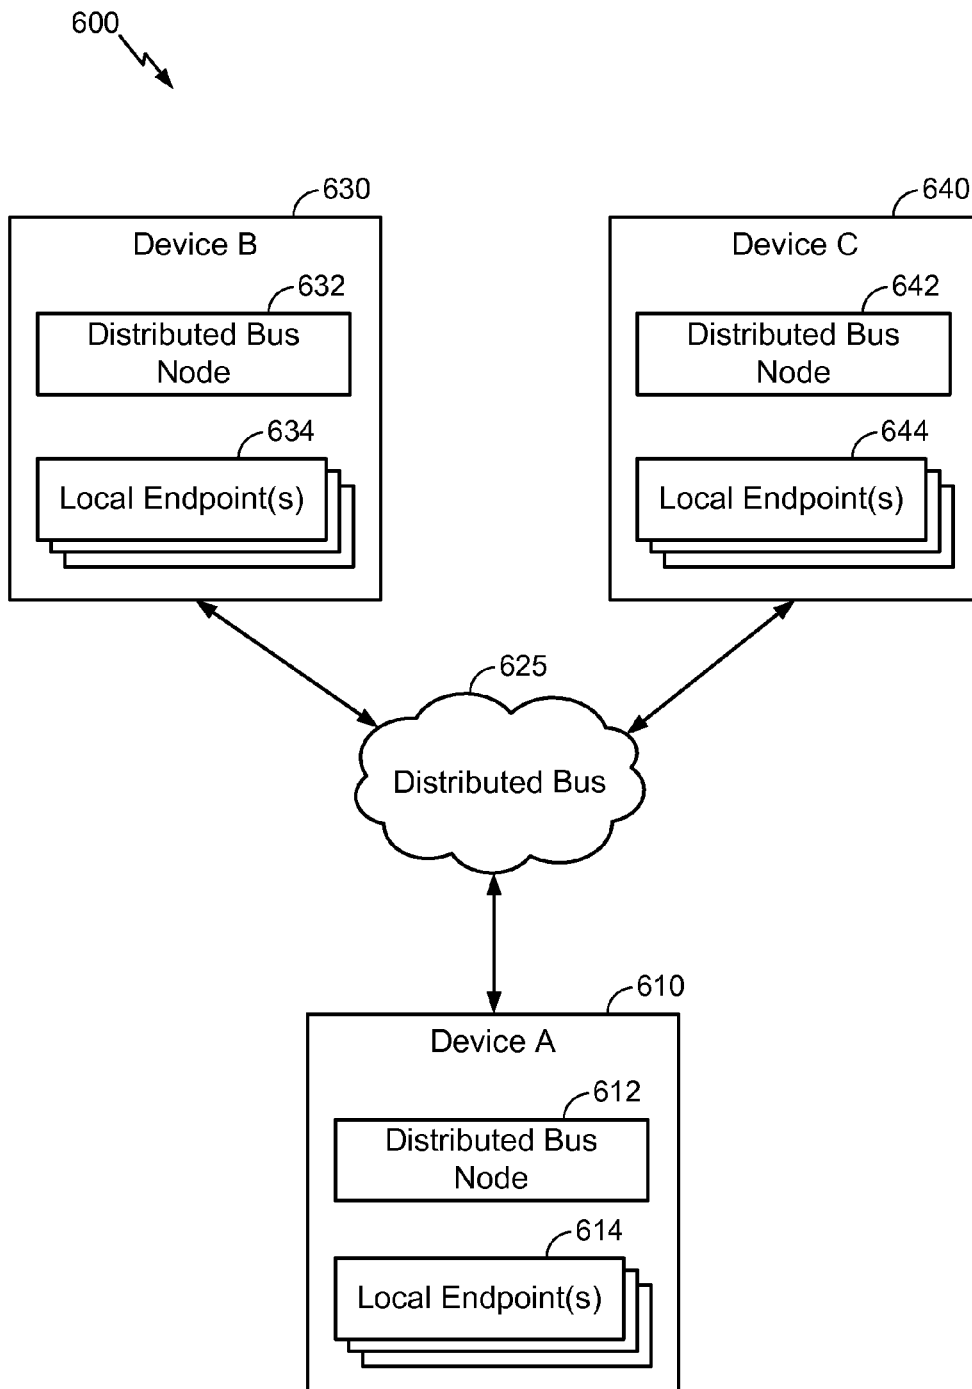 600
630
640
Device B
Device C
632
642
Distributed Bus
Node
Distributed Bus
Node
634
644
Local Endpoint(s)
Local Endpoint(s)
625
Distributed Bus
610
Device A
612
Distributed Bus
Node
614
Local Endpoint(s)